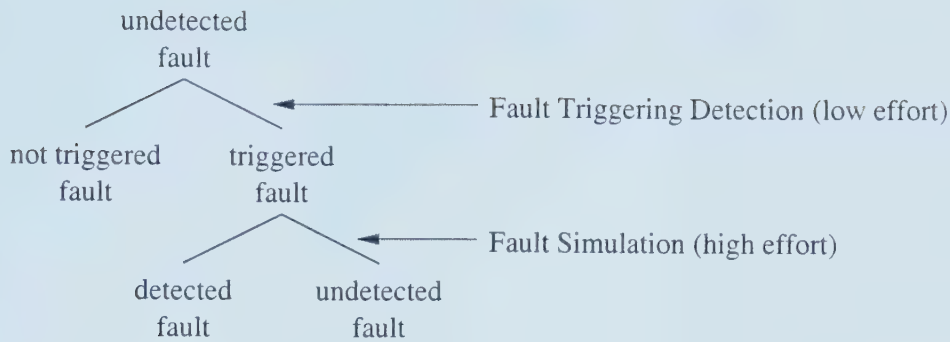 undetected
fault
Fault Triggering Detection (low effort)
not triggered
fault
triggered
fault
Fault Simulation (high effort)
detected
fault
undetected
fault